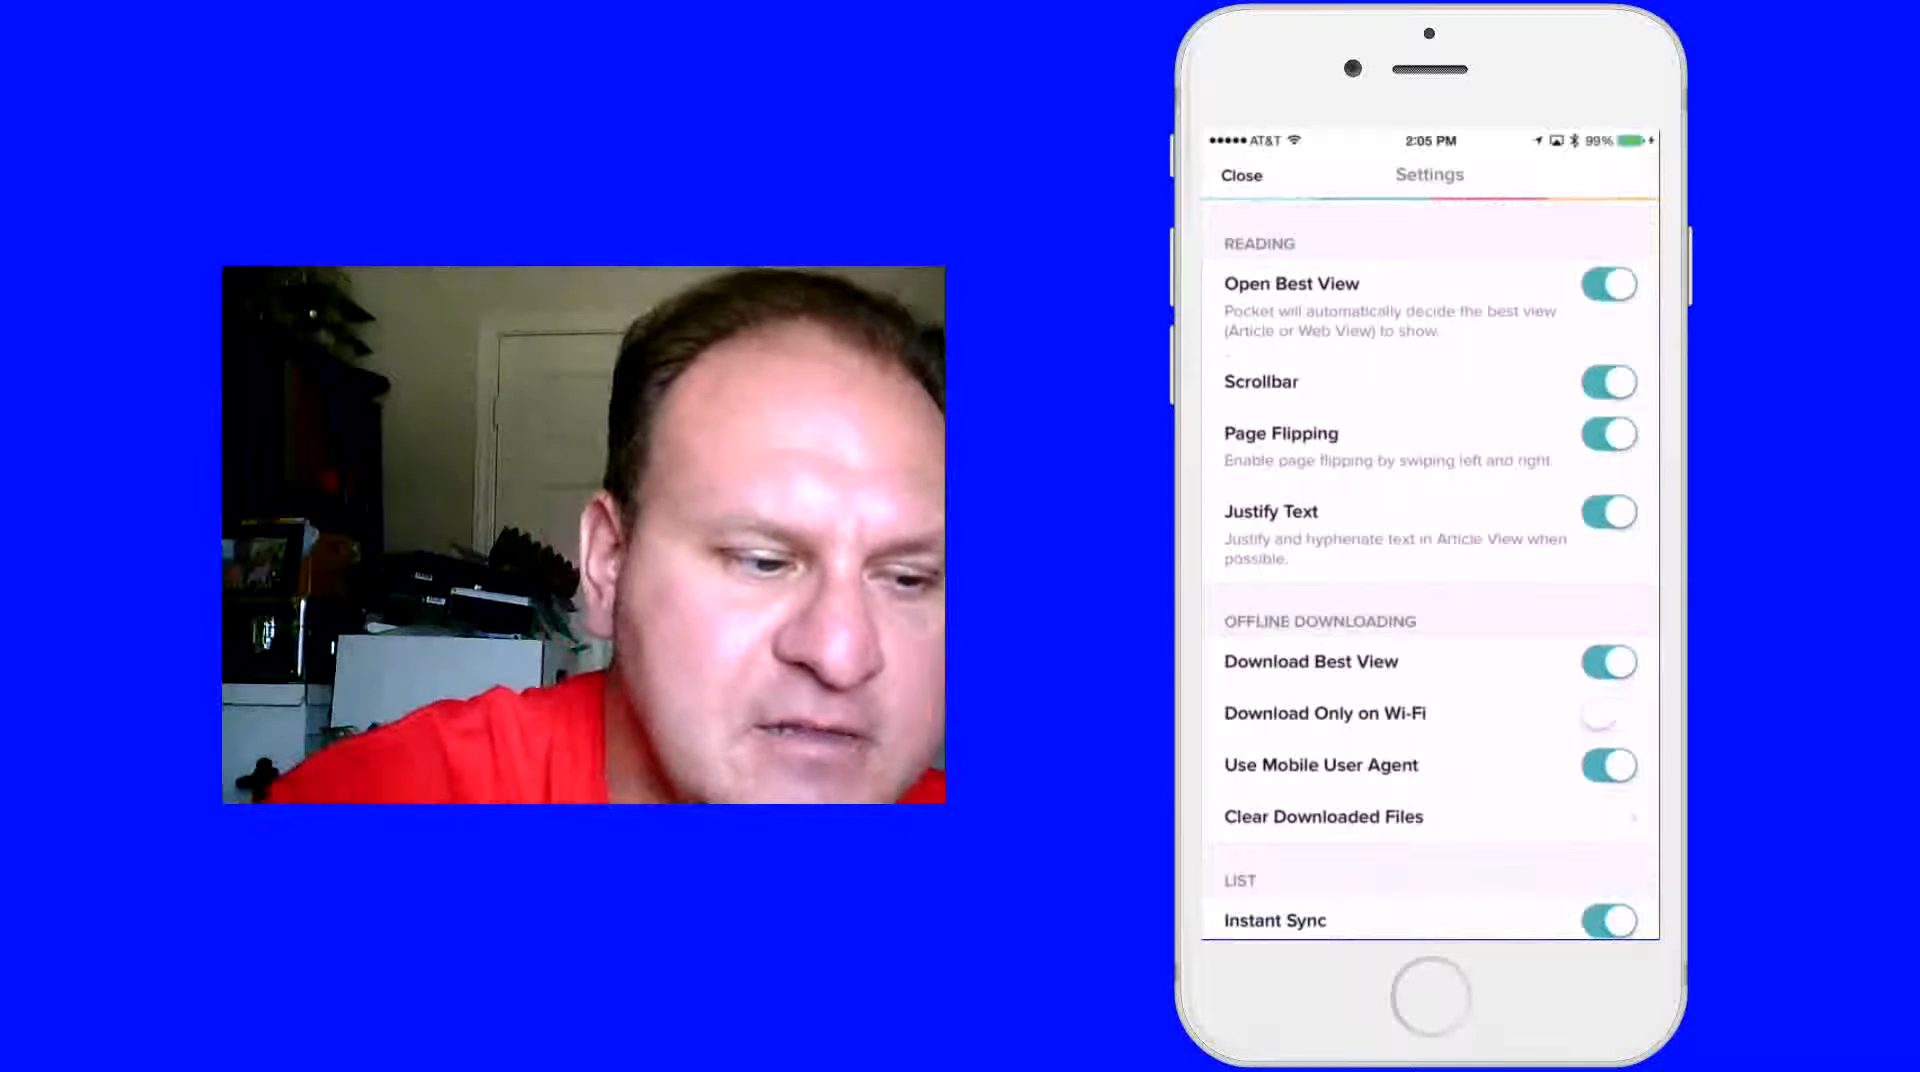 AT&T 2:05 PM 99%
Close Settings
READING
Open Best View
Pocket will automatically decide the best view
(Article or Web View) to show.
Scrollbar
Page Flipping
Enable page flipping by swiping left and right.
Justify Text
Justify and hyphenate text in Article View when
possible.
OFFLINE DOWNLOADING
Download Best View
Download Only on Wi-Fi
Use Mobile User Agent
Clear Downloaded Files
LIST
Instant Sync